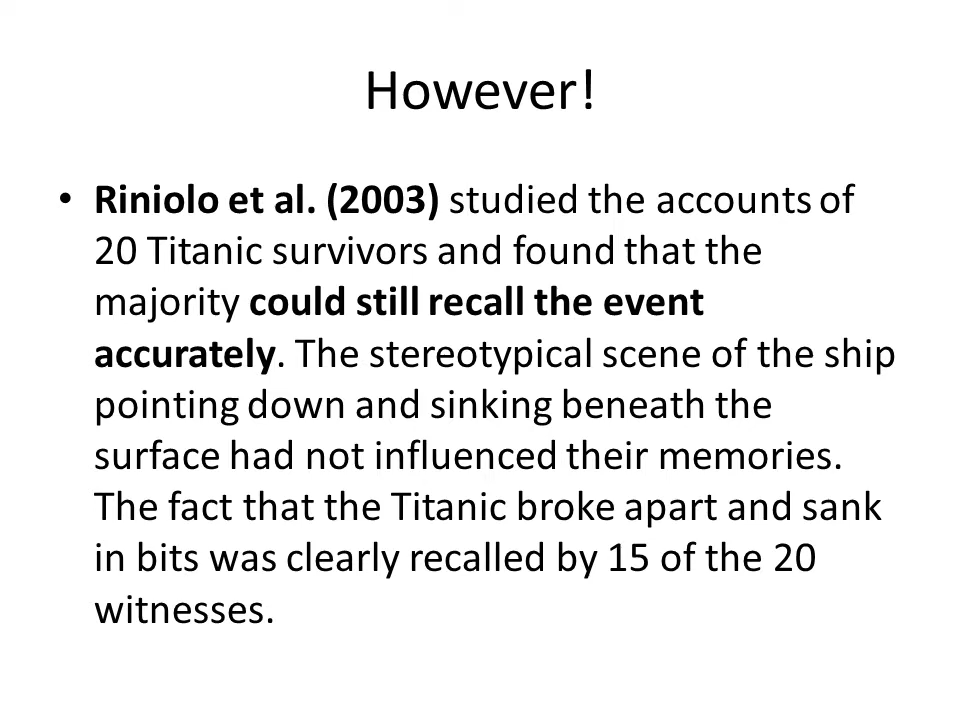 However!
• Riniolo et al. (2003) studied the accounts of
20 Titanic survivors and found that the
majority could still recall the event
accurately. The stereotypical scene of the ship
pointing down and sinking beneath the
surface had not influenced their memories.
The fact that the Titanic broke apart and sank
in bits was clearly recalled by 15 of the 20
witnesses.